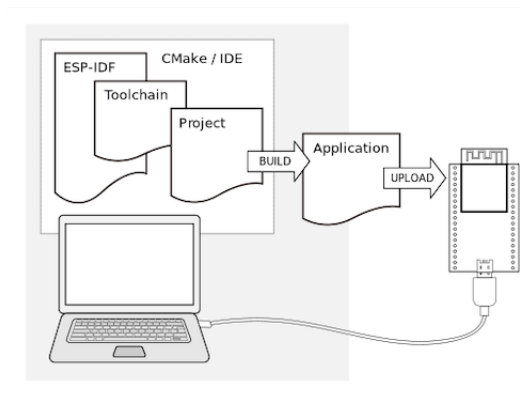 ESP-IDF
CMake / IDE
Toolchain
Project
BUILD
Application
UPLOAD